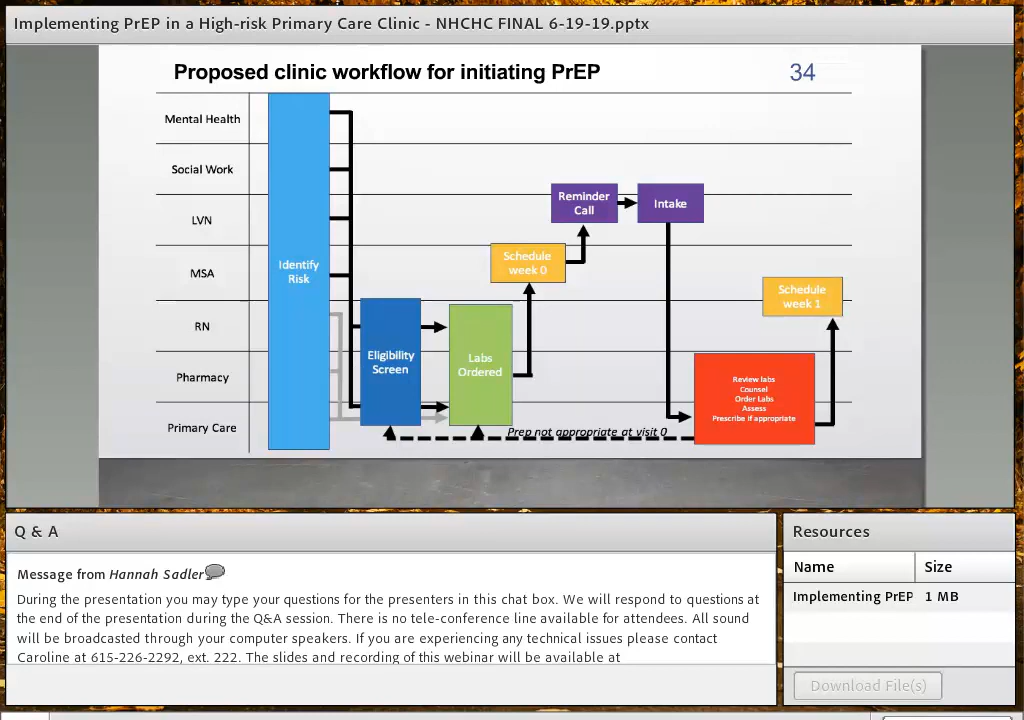 Implementing PrEP in a High-risk Primary Care Clinic - NHCHC FINAL 6-19-19.pptx
Proposed clinic workflow for initiating PrEP
34
Mental Health
Social Work
LVN
MSA
RN
Pharmacy
Primary Care
Identify
Risk
Eligibility
Screen
Labs
Ordered
Schedule
week 0
Reminder
Call
Intake
Review labs
Counsel
Order Labs
Assess
Prescribe if appropriate
Schedule
week 1
Prep not appropriate at visit 0
Q & A
Message from Hannah Sadler
During the presentation you may type your questions for the presenters in this chat box. We will respond to questions at
the end of the presentation during the Q&A session. There is no tele-conference line available for attendees. All sound
will be broadcasted through your computer speakers. If you are experiencing any technical issues please contact
Caroline at 615-226-2292, ext. 222. The slides and recording of this webinar will be available at
Resources
Name Size
Implementing PrEP 1 MB
Download File(s)